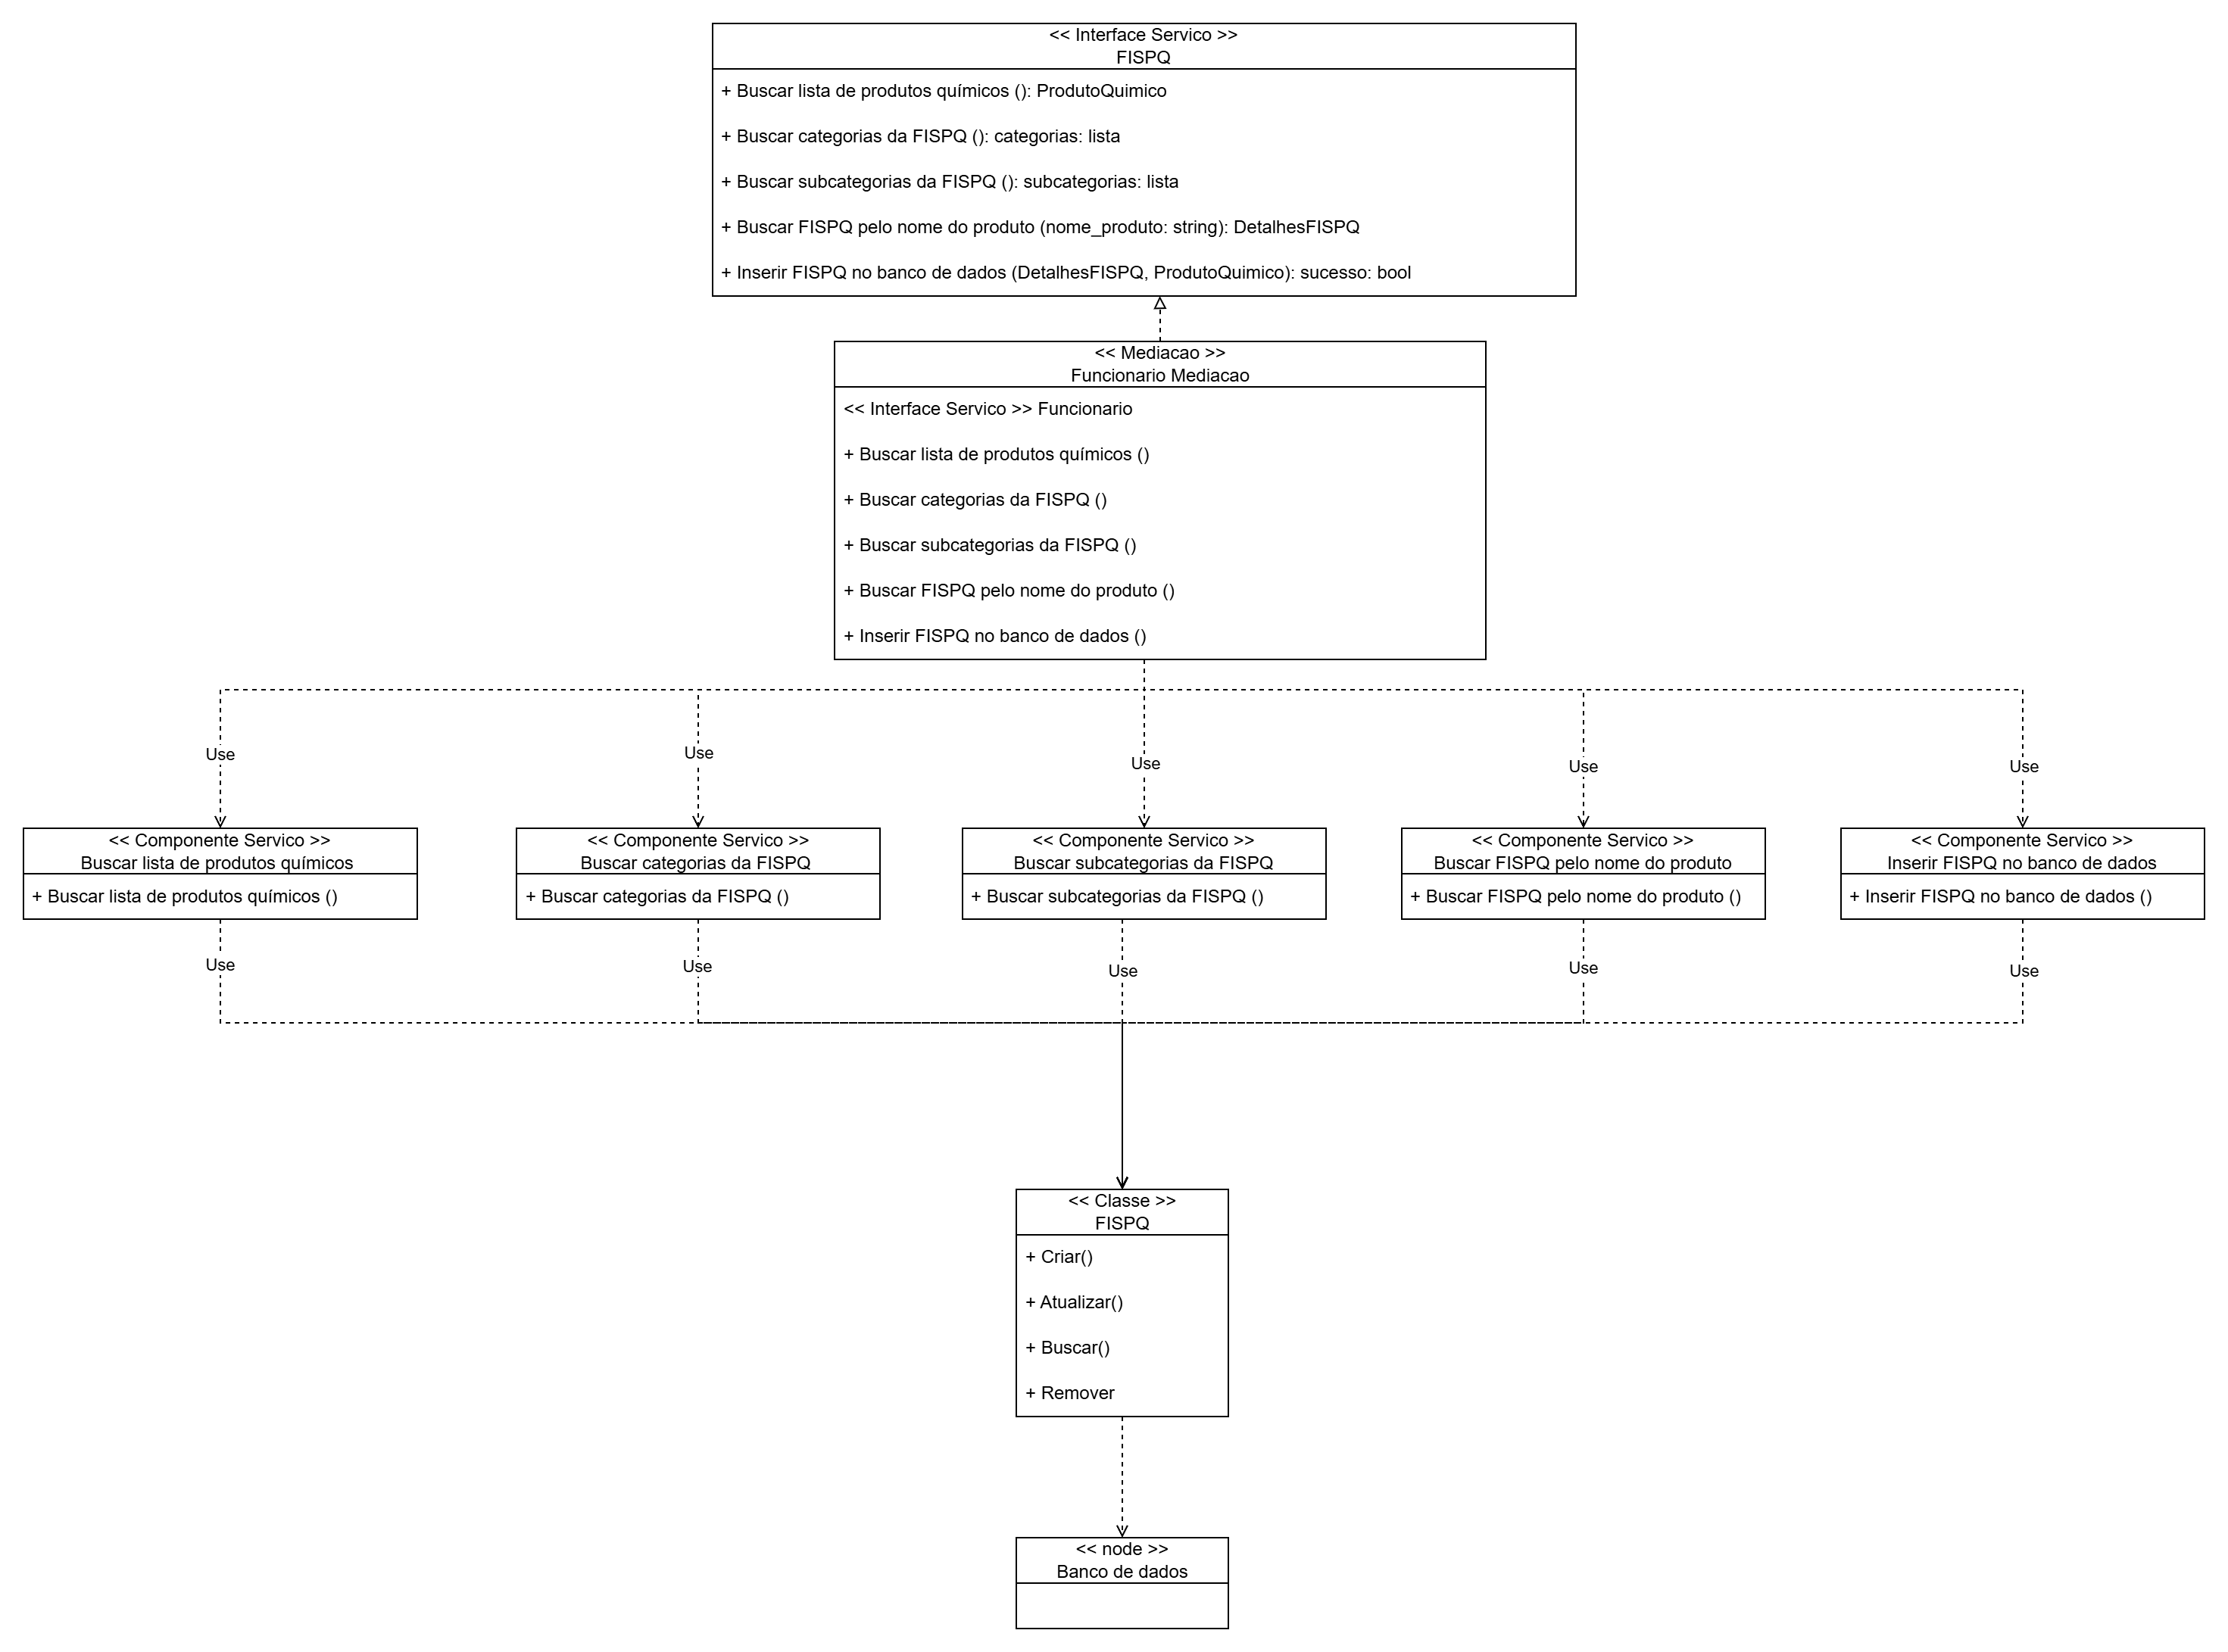 << Interface Servico >>
FISPQ
+ Buscar lista de produtos químicos (): ProdutoQuimico
+ Buscar categorias da FISPQ (): categorias: lista
+ Buscar subcategorias da FISPQ (): subcategorias: lista
+ Buscar FISPQ pelo nome do produto (nome_produto: string): DetalhesFISPQ
+ Inserir FISPQ no banco de dados (DetalhesFISPQ, ProdutoQuimico): sucesso: bool
<< Mediacao >>
Funcionario Mediacao
<< Interface Servico >> Funcionario
+ Buscar lista de produtos químicos ()
+ Buscar categorias da FISPQ ()
+ Buscar subcategorias da FISPQ ()
+ Buscar FISPQ pelo nome do produto ()
+ Inserir FISPQ no banco de dados ()
Use
Use
Use
Use
Use
<< Componente Servico >>
Buscar lista de produtos químicos
+ Buscar lista de produtos químicos ()
<< Componente Servico >>
Buscar categorias da FISPQ
+ Buscar categorias da FISPQ ()
<< Componente Servico >>
Buscar subcategorias da FISPQ
+ Buscar subcategorias da FISPQ ()
<< Componente Servico >>
Buscar FISPQ pelo nome do produto
+ Buscar FISPQ pelo nome do produto ()
<< Componente Servico >>
Inserir FISPQ no banco de dados
+ Inserir FISPQ no banco de dados ()
Use
Use
Use
Use
Use
<< Classe >>
FISPQ
+ Criar()
+ Atualizar()
+ Buscar()
+ Remover
<< node >>
Banco de dados